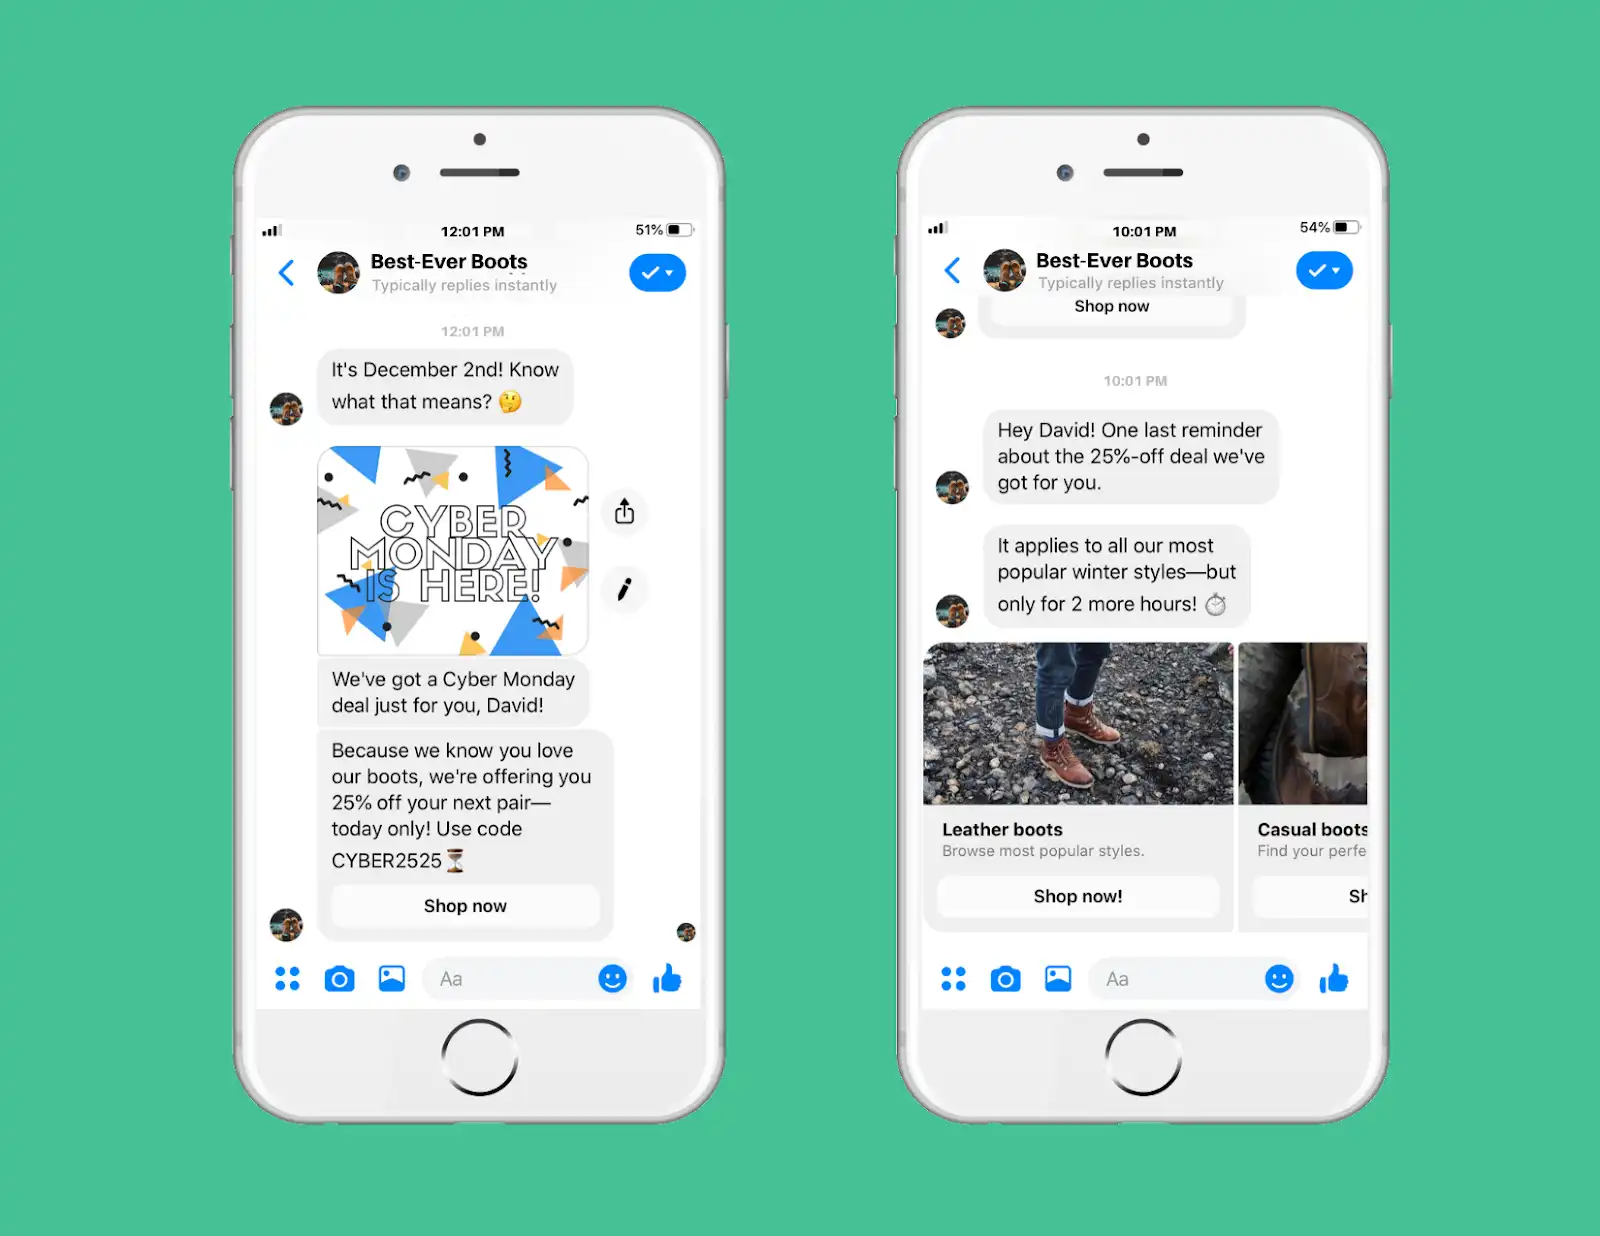 12:01 PM
51%
Best-Ever Boots
Typically replies instantly
12:01 PM
It's December 2nd! Know
what that means? 🤔
CYBER
MONDAY
IS HERE!
We've got a Cyber Monday
deal just for you, David!
Because we know you love
our boots, we're offering you
25% off your next pair—
today only! Use code
CYBER2525⏳
Shop now
Aa
10:01 PM
54%
Best-Ever Boots
Typically replies instantly
Shop now
10:01 PM
Hey David! One last reminder
about the 25%-off deal we've
got for you.
It applies to all our most
popular winter styles—but
only for 2 more hours! ⏱
Leather boots
Browse most popular styles.
Shop now!
Casual boots
Find your perfe
Sh
Aa